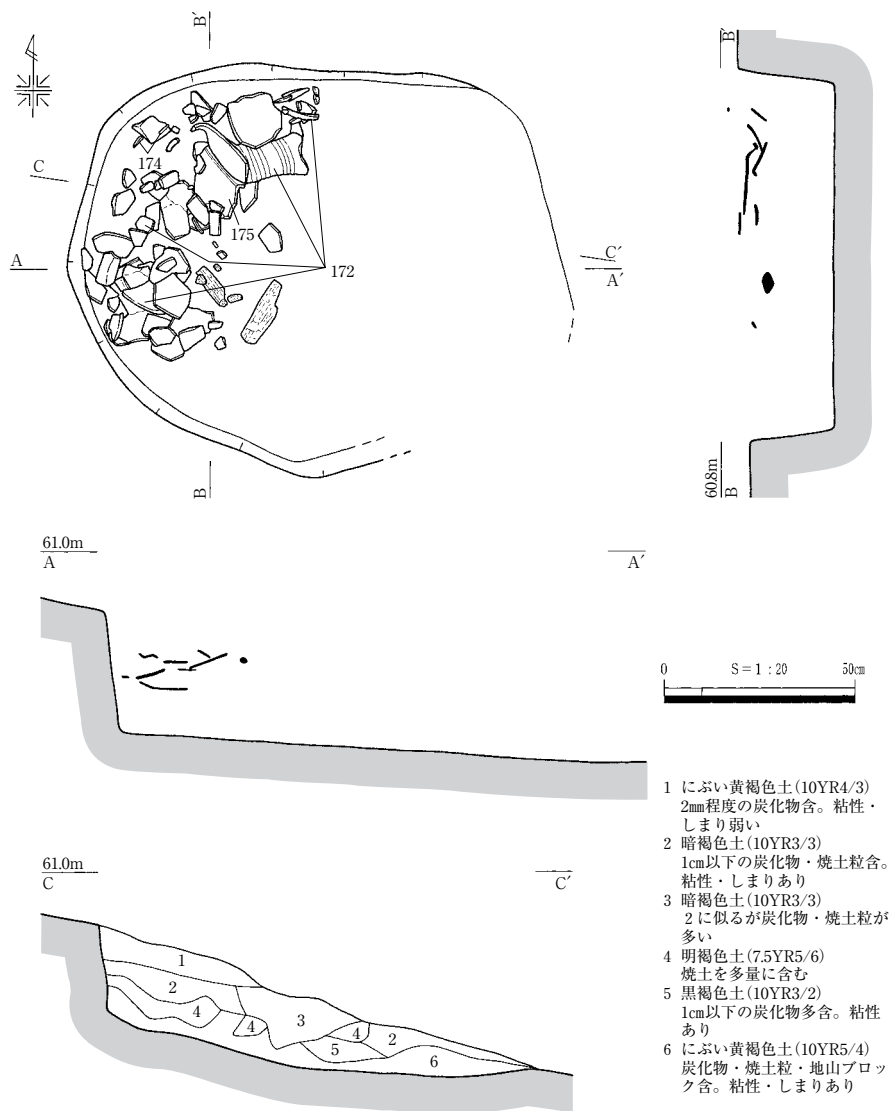 B′
B′
C
174
175
C′
A
A′
172
B
60.8m
B
61.0m
A
A′
0 S=1:20 50cm
61.0m
C
C′
1
2
3
4
4
4
2
5
6
1 にぶい黄褐色土(10YR4/3)
2㎜程度の炭化物含。粘性・
しまり弱い
2 暗褐色土(10YR3/3)
1㎝以下の炭化物・焼土粒含。
粘性・しまりあり
3 暗褐色土(10YR3/3)
2に似るが炭化物・焼土粒が
多い
4 明褐色土(7.5YR5/6)
焼土を多量に含む
5 黒褐色土(10YR3/2)
1㎝以下の炭化物多含。粘性
あり
6 にぶい黄褐色土(10YR5/4)
炭化物・焼土粒・地山ブロッ
ク含。粘性・しまりあり